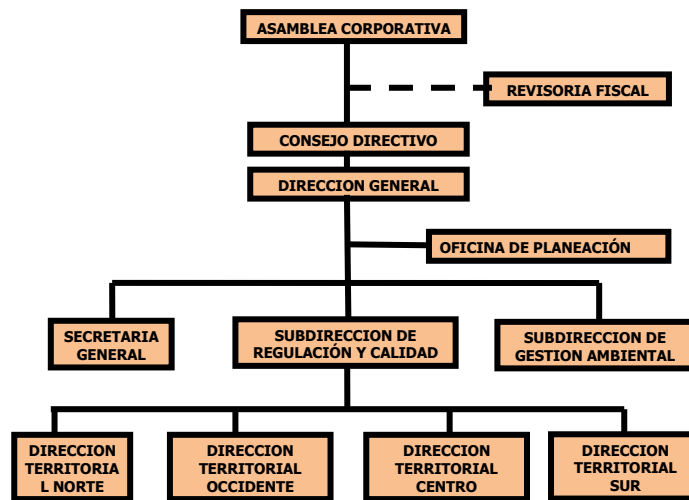 ASAMBLEA CORPORATIVA
REVISORIA FISCAL
CONSEJO DIRECTIVO
DIRECCION GENERAL
OFICINA DE PLANEACIÓN
SECRETARIA
GENERAL
SUBDIRECCION DE
REGULACIÓN Y CALIDAD
SUBDIRECCION DE
GESTION AMBIENTAL
DIRECCION
TERRITORIA
L NORTE
DIRECCION
TERRITORIAL
OCCIDENTE
DIRECCION
TERRITORIAL
CENTRO
DIRECCION
TERRITORIAL
SUR